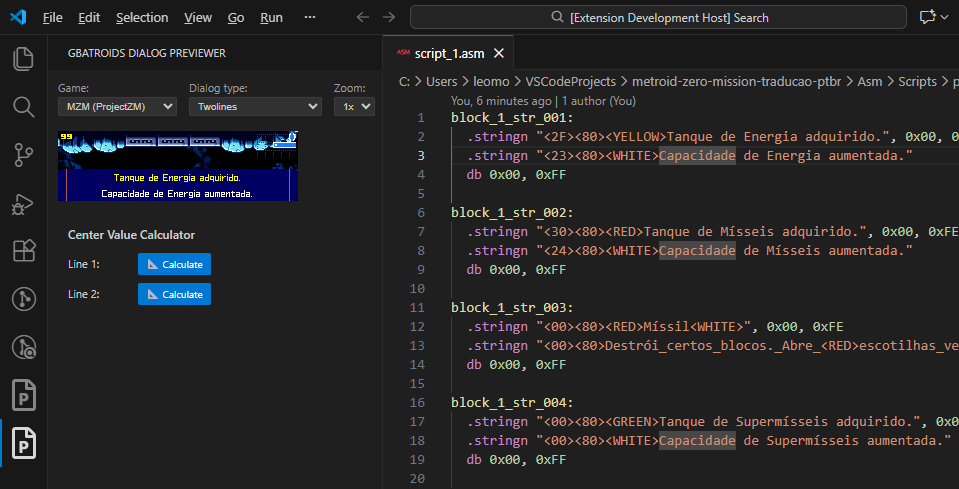 File Edit Selection View Go Run ··· [Extension Development Host] Search
GBATROIDS DIALOG PREVIEWER
Game: Dialog type: Zoom:
MZM (ProjectZM) Twolines 1x
99
Tanque de Energia adquirido.
Capacidade de Energia aumentada.
Center Value Calculator
Line 1: Calculate
Line 2: Calculate
ASM script_1.asm
C: > Users > leomo > VSCodeProjects > metroid-zero-mission-traducao-ptbr > Asm > Scripts > p
You, 6 minutes ago | 1 author (You)
1 block_1_str_001:
2 .stringn "<2F><80><YELLOW>Tanque de Energia adquirido.", 0x00, 0
3 .stringn "<23><80><WHITE>Capacidade de Energia aumentada."
4 db 0x00, 0xFF
5
6 block_1_str_002:
7 .stringn "<30><80><RED>Tanque de Mísseis adquirido.", 0x00, 0xFE
8 .stringn "<24><80><WHITE>Capacidade de Mísseis aumentada."
9 db 0x00, 0xFF
10
11 block_1_str_003:
12 .stringn "<00><80><RED>Míssil<WHITE>", 0x00, 0xFE
13 .stringn "<00><80>Destrói_certos_blocos._Abre_<RED>escotilhas_ve
14 db 0x00, 0xFF
15
16 block_1_str_004:
17 .stringn "<00><80><GREEN>Tanque de Supermísseis adquirido.", 0x0
18 .stringn "<00><80><WHITE>Capacidade de Supermísseis aumentada."
19 db 0x00, 0xFF
20